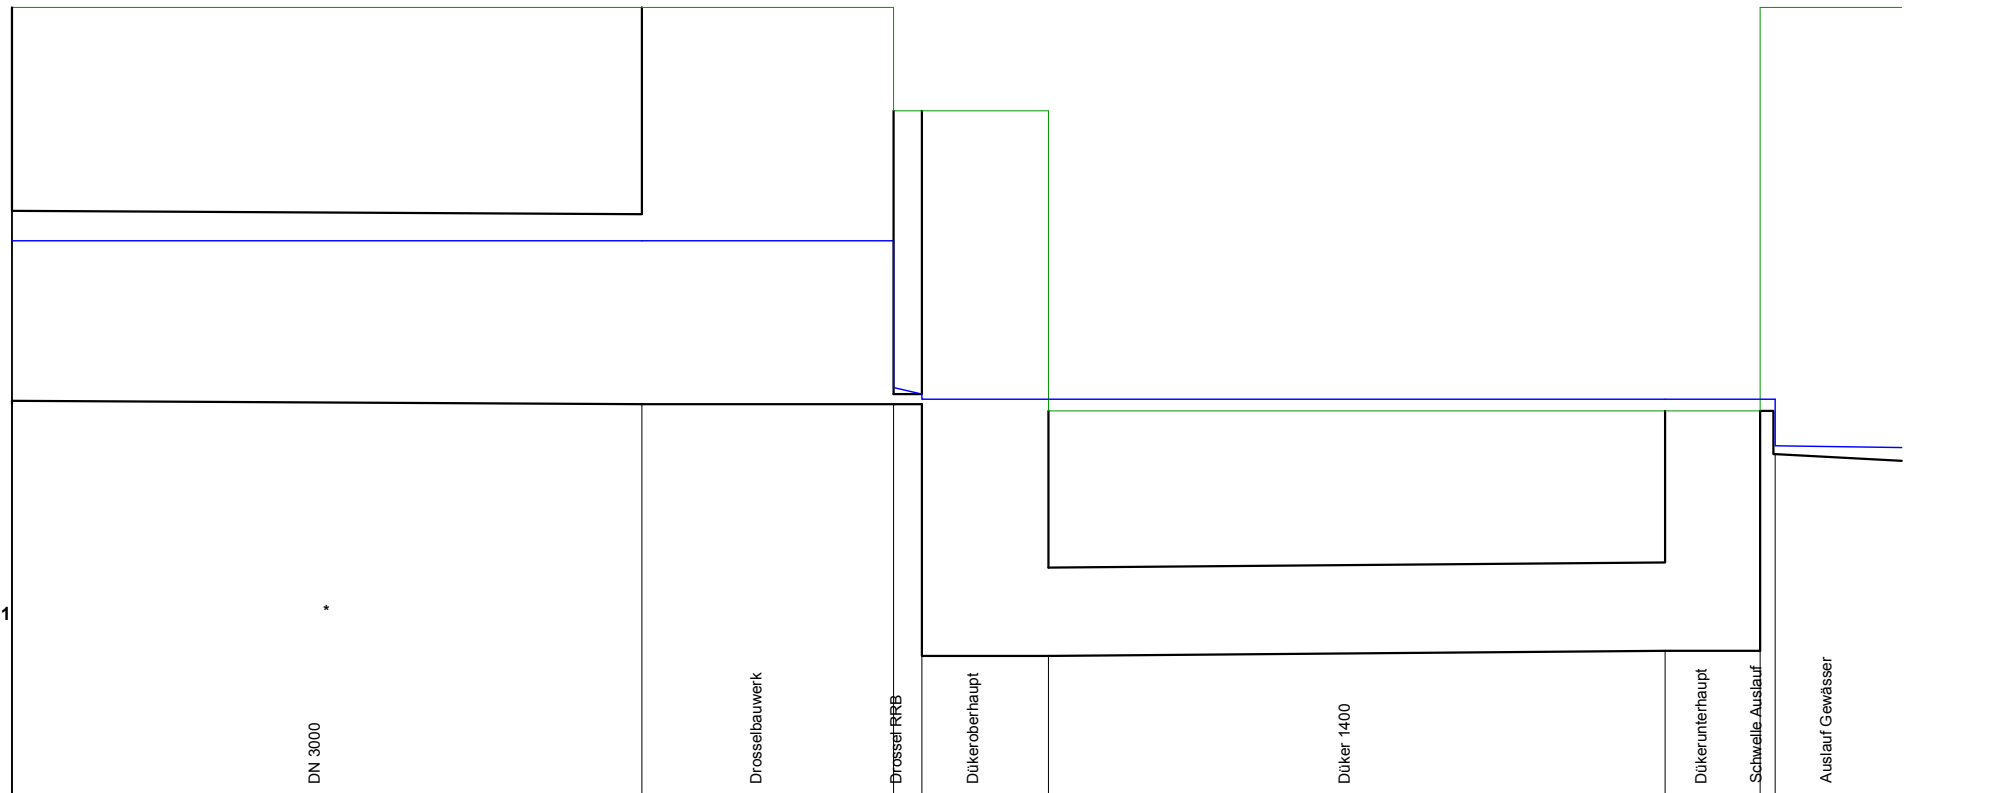 1
*
DN 3000
Drosselbauwerk
Drossel RRB
Dükeroberhaupt
Düker 1400
Dükerunterhaupt
Schwelle Auslauf
Auslauf Gewässer